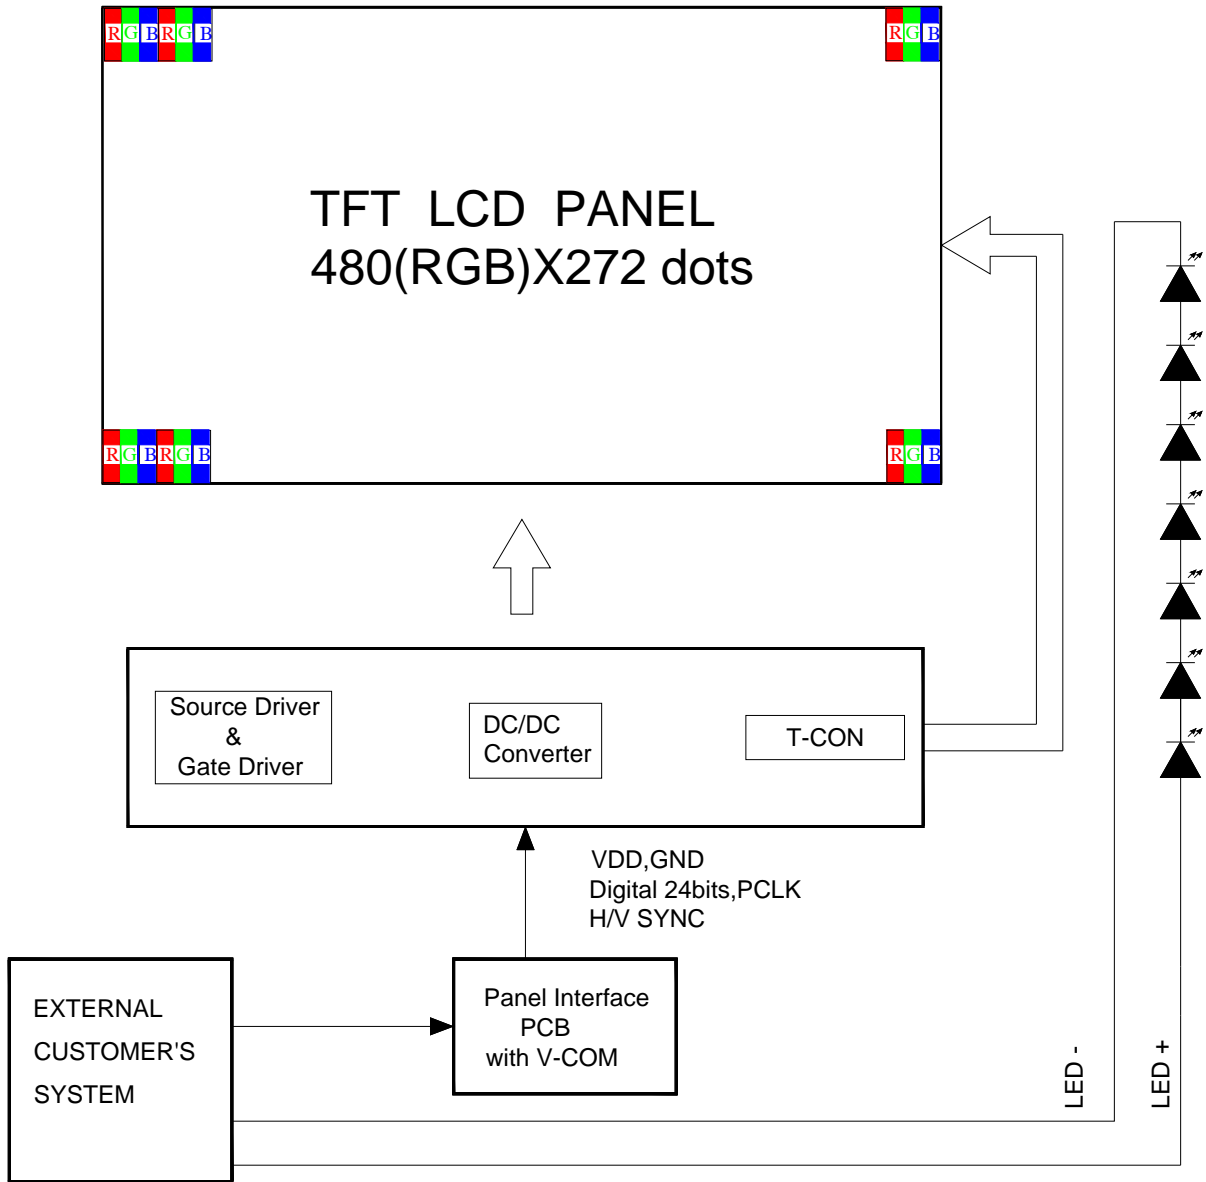 RGBRGB RGB
TFT LCD PANEL
480(RGB)X272 dots
RGBRGB RGB
Source Driver
&
Gate Driver
DC/DC
Converter
T-CON
VDD,GND
Digital 24bits,PCLK
H/V SYNC
EXTERNAL
CUSTOMER'S
SYSTEM
Panel Interface
PCB
with V-COM
LED -
LED +